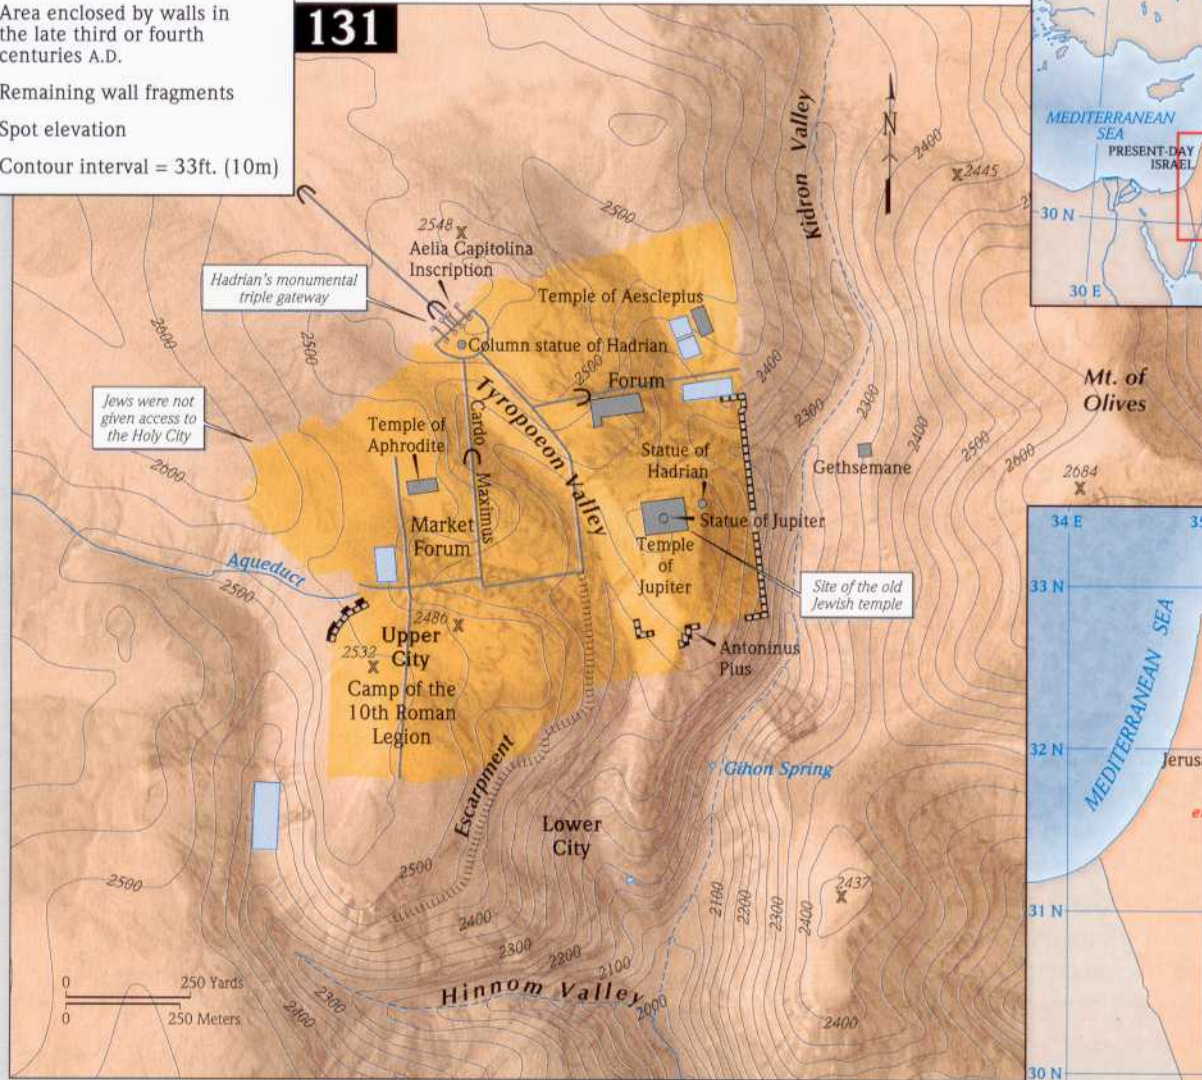 Area enclosed by walls in
the late third or fourth
centuries A.D.
Remaining wall fragments
Spot elevation
Contour interval = 33ft. (10m)
131
MEDITERRANEAN
SEA
PRESENT-DAY
ISRAEL
30 N
30 E
N
Kidron Valley
2400
2445
2500
2548
Aelia Capitolina
Inscription
Hadrian's monumental
triple gateway
Temple of Aesclepius
Column statue of Hadrian
2600
2500
2500
Forum
2400
2300
2300
2400
2500
2600
Mt. of
Olives
Jews were not
given access to
the Holy City
2600
Temple of
Aphrodite
Cardo Maximus
Tyropoeon Valley
Statue of
Hadrian
Gethsemane
2684
Market
Forum
Statue of Jupiter
Temple
of
Jupiter
Site of the old
Jewish temple
Aqueduct
2500
2486
Upper
City
2532
Camp of the
10th Roman
Legion
Antoninus
Pius
Escarpment
Gihon Spring
Lower
City
2500
2500
2400
2300
2200
2100
2100
2200
2300
2400
2437
Hinnom Valley
2000
2300
2400
2400
0 250 Yards
0 250 Meters
34 E
33 N
MEDITERRANEAN SEA
32 N
Jerus
31 N
30 N